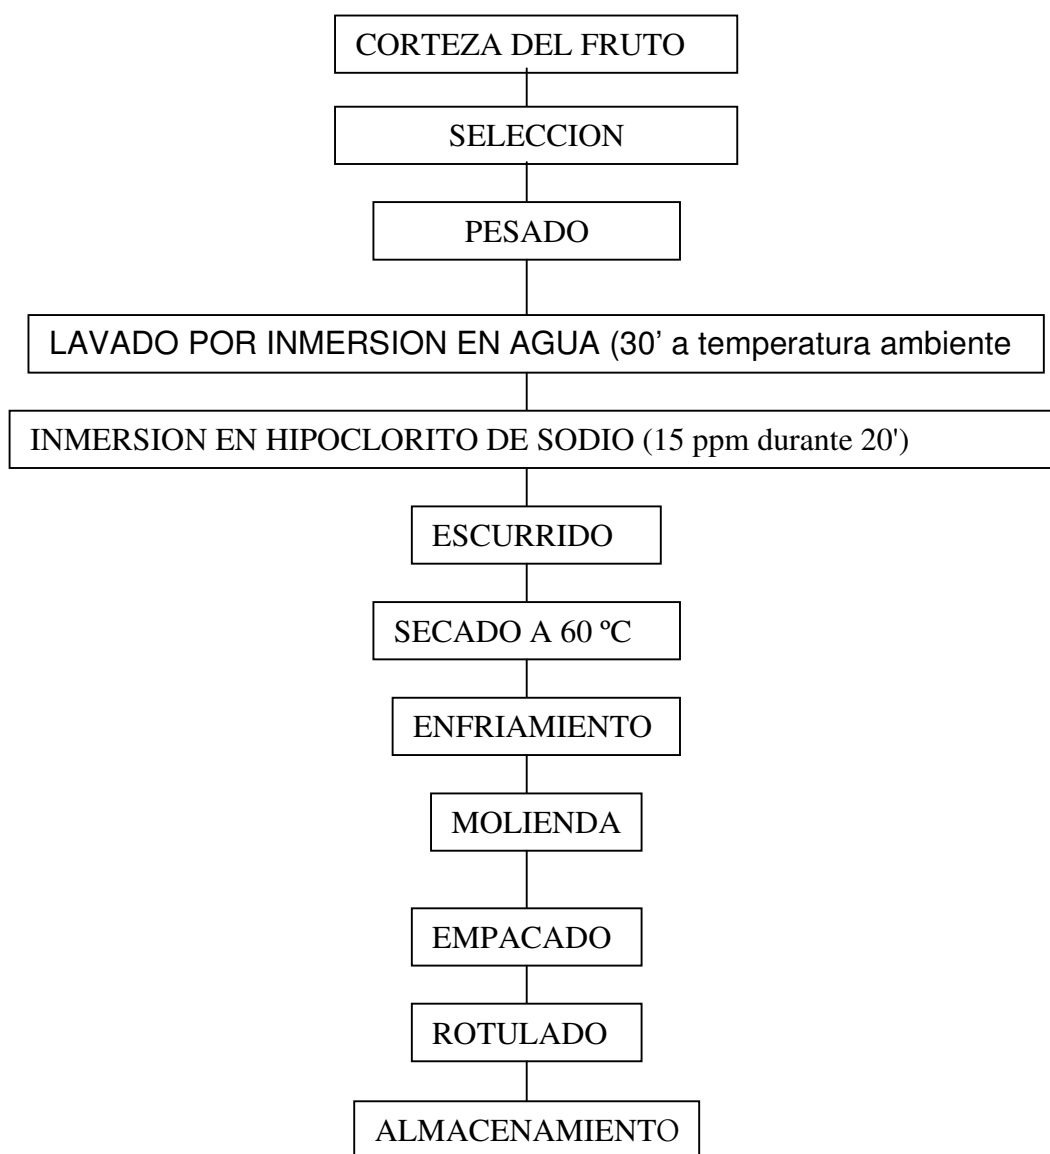 CORTEZA DEL FRUTO
SELECCION
PESADO
LAVADO POR INMERSION EN AGUA (30’ a temperatura ambiente
INMERSION EN HIPOCLORITO DE SODIO (15 ppm durante 20')
ESCURRIDO
SECADO A 60 ºC
ENFRIAMIENTO
MOLIENDA
EMPACADO
ROTULADO
ALMACENAMIENTO